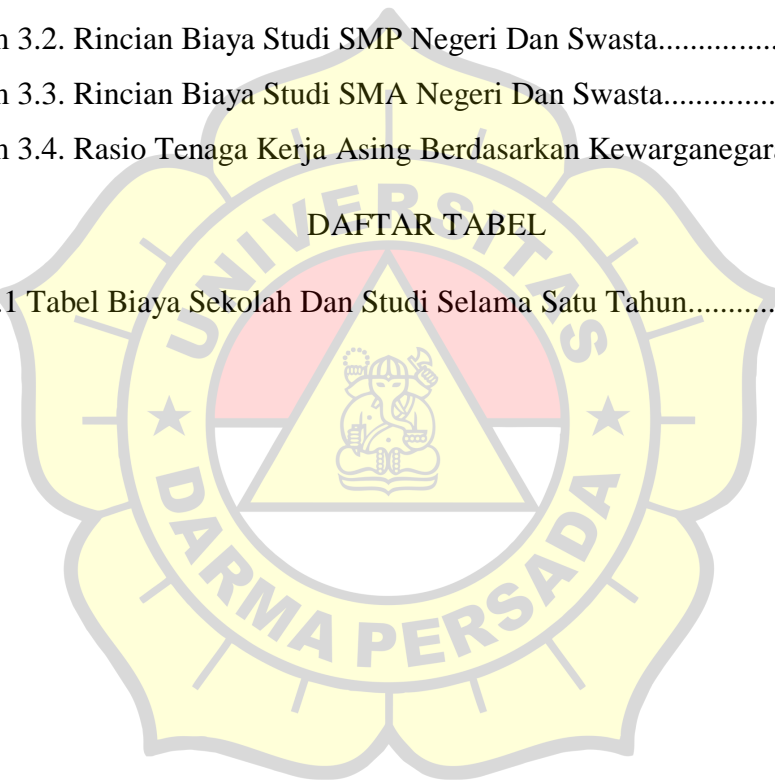 3.2. Rincian Biaya Studi SMP Negeri Dan Swasta..................
3.3. Rincian Biaya Studi SMA Negeri Dan Swasta.................
3.4. Rasio Tenaga Kerja Asing Berdasarkan
DAFTAR TABEL
.1 Tabel Biaya Sekolah Dan Studi Selama Satu Tahun...........
UNIVERSITAS
DARMA PERSADA